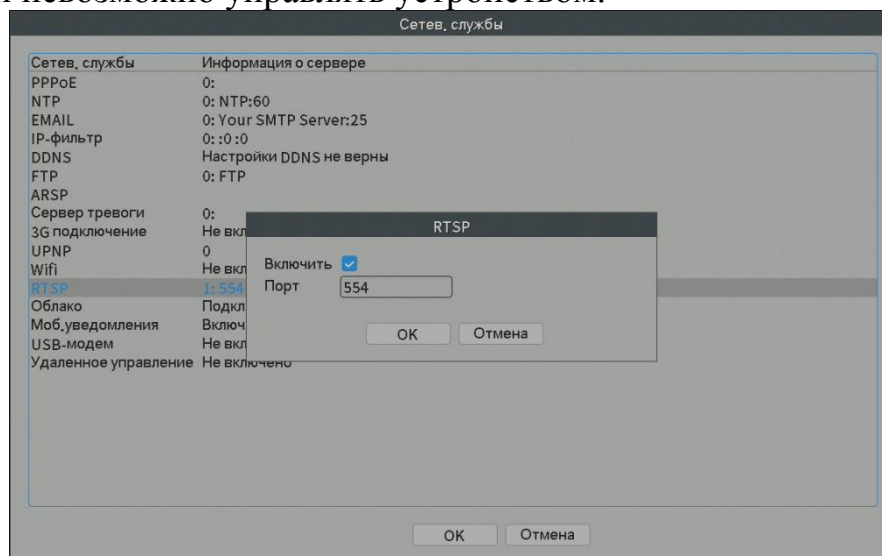 невозможно управлять устройством.
Сетев, службы
Сетев, службы Информация о сервере
PPPoE 0:
NTP 0: NTP:60
EMAIL 0: Your SMTP Server:25
IP-фильтр 0: :0 :0
DDNS Настройки DDNS не верны
FTP 0: FTP
ARSP
Сервер тревоги 0:
3G подключение Не вкл
UPNP 0
Wifi Не вкл
RTSP 1: 554
Облако Подкл
Моб,уведомления Включ
USB-модем Не вкл
Удаленное управление Не включено
RTSP
Включить
Порт 554
OK Отмена
OK Отмена